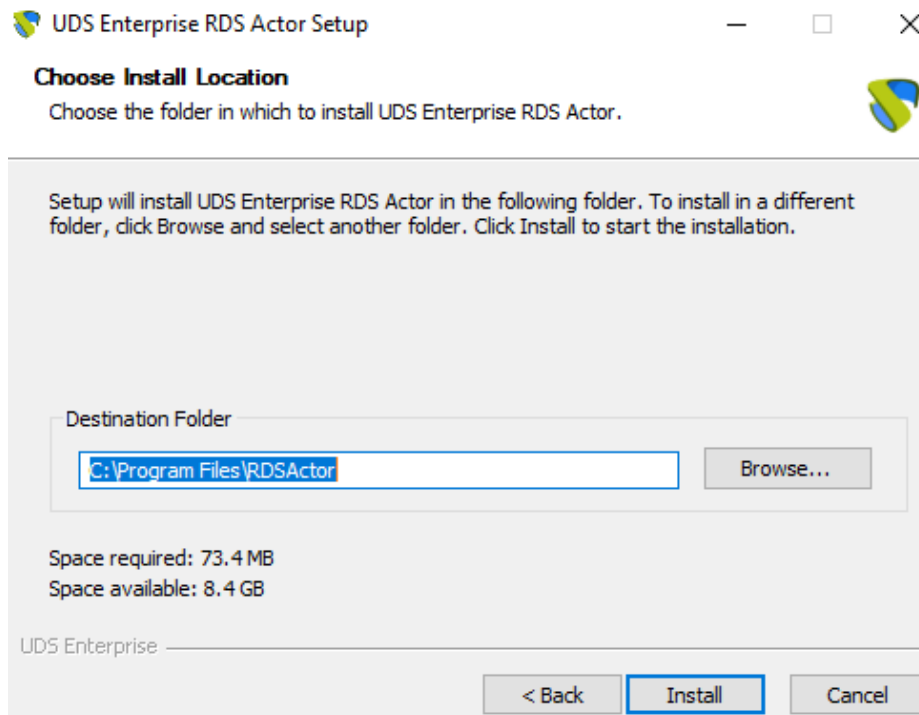 UDS Enterprise RDS Actor Setup
Choose Install Location
Choose the folder in which to install UDS Enterprise RDS Actor.
Setup will install UDS Enterprise RDS Actor in the following folder. To install in a different
folder, click Browse and select another folder. Click Install to start the installation.
Destination Folder
C:\Program Files\RDSActor
Browse...
Space required: 73.4 MB
Space available: 8.4 GB
UDS Enterprise
< Back
Install
Cancel